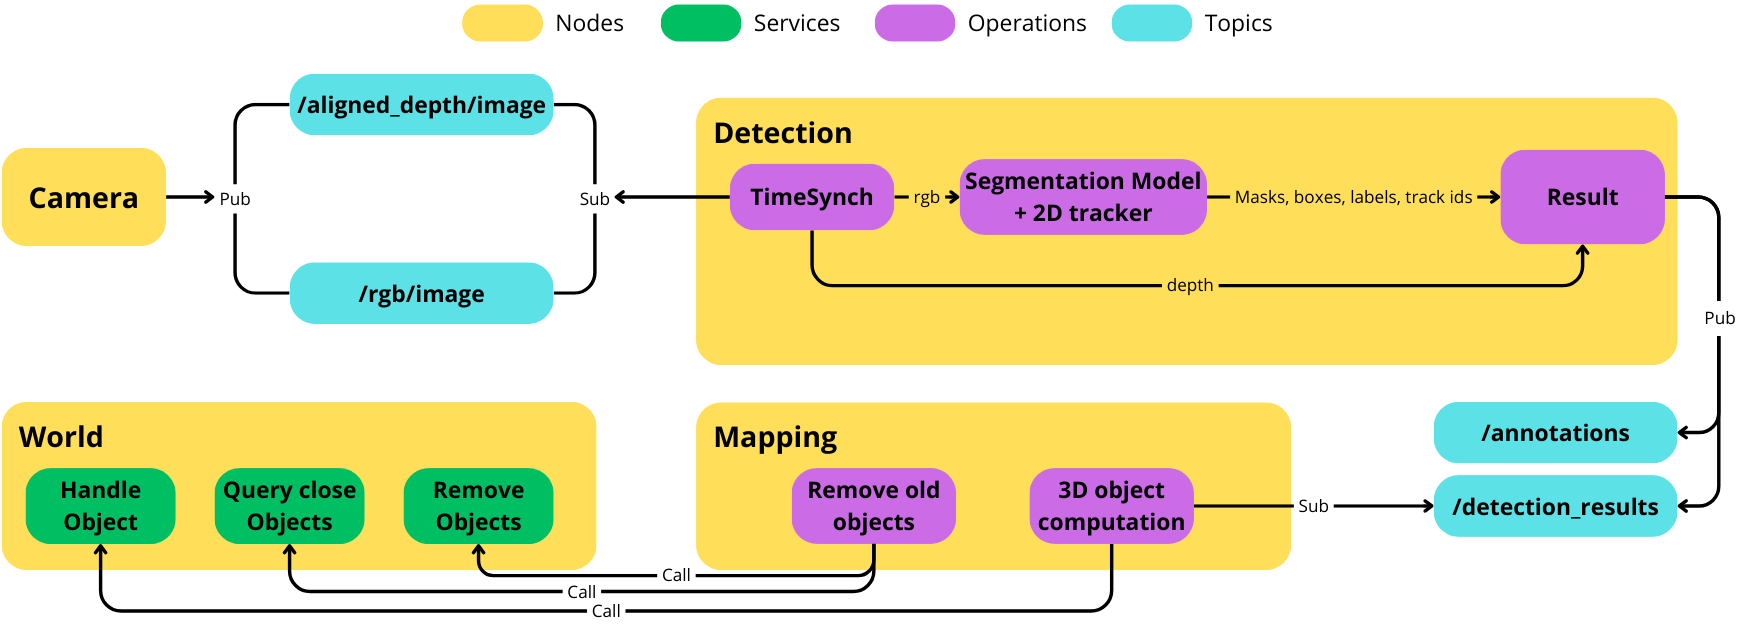 Nodes
Services
Operations
Topics
/aligned_depth/image
Camera
Pub
Sub
/rgb/image
Detection
TimeSynch
rgb
Segmentation Model
+ 2D tracker
Masks, boxes, labels, track ids
Result
depth
Pub
World
Handle
Object
Query close
Objects
Remove
Objects
Mapping
Remove old
objects
3D object
computation
Sub
/annotations
/detection_results
Call
Call
Call